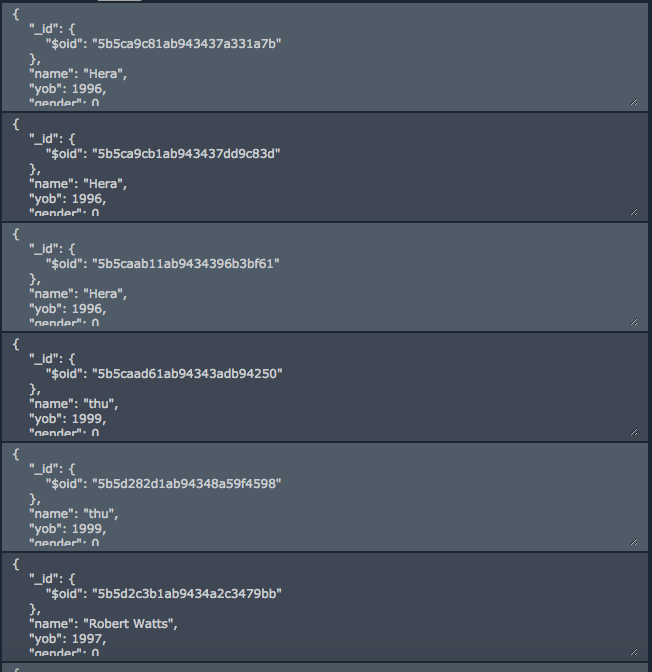 {
"_id": {
"$oid": "5b5ca9c81ab943437a331a7b"
},
"name": "Hera",
"yob": 1996,
"gender": 0
{
"_id": {
"$oid": "5b5ca9cb1ab943437dd9c83d"
},
"name": "Hera",
"yob": 1996,
"gender": 0
{
"_id": {
"$oid": "5b5caab11ab9434396b3bf61"
},
"name": "Hera",
"yob": 1996,
"gender": 0
{
"_id": {
"$oid": "5b5caad61ab94343adb94250"
},
"name": "thu",
"yob": 1999,
"gender": 0
{
"_id": {
"$oid": "5b5d282d1ab94348a59f4598"
},
"name": "thu",
"yob": 1999,
"gender": 0
{
"_id": {
"$oid": "5b5d2c3b1ab9434a2c3479bb"
},
"name": "Robert Watts",
"yob": 1997,
"gender": 0
{